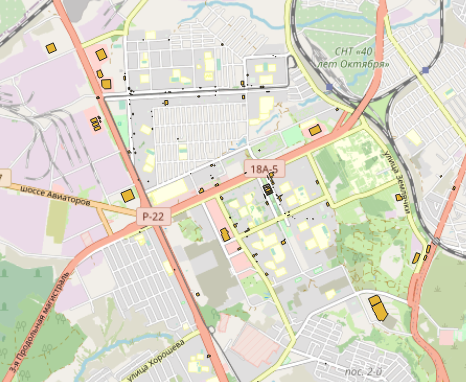 СНТ «40
лет Октября»
18А-5
улица Землячки
шоссе Авиаторов
Р-22
3-я Продольная магистраль
улица Хорошева
пос. 2-й